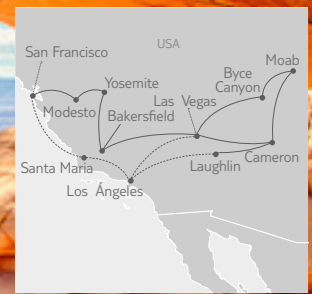 San Francisco
USA
Moab
Yosemite
Byce
Canyon
Las Vegas
Modesto
Bakersfield
Santa Maria
Laughlin
Cameron
Los Ángeles